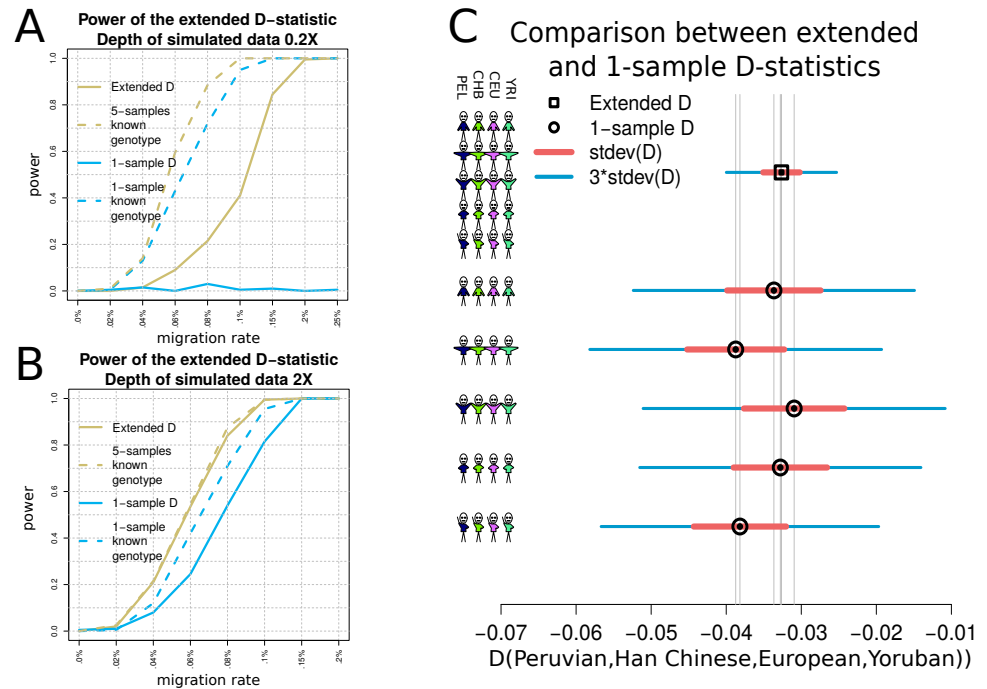 A
Power of the extended D−statistic
Depth of simulated data 0.2X
power
1.0
0.8
0.6
0.4
0.2
0.0
Extended D
5−samples
known
genotype
1−sample D
1−sample
known
genotype
.0%
.02%
.04%
.06%
.08%
.1%
.15%
.2%
.25%
migration rate
B
Power of the extended D−statistic
Depth of simulated data 2X
power
1.0
0.8
0.6
0.4
0.2
0.0
Extended D
5−samples
known
genotype
1−sample D
1−sample
known
genotype
.0%
.02%
.04%
.06%
.08%
.1%
.15%
.2%
migration rate
C
Comparison between extended
and 1-sample D-statistics
PEL
CHB
CEU
YRI
Extended D
1−sample D
stdev(D)
3*stdev(D)
−0.07
−0.06
−0.05
−0.04
−0.03
−0.02
−0.01
D(Peruvian,Han Chinese,European,Yoruban))